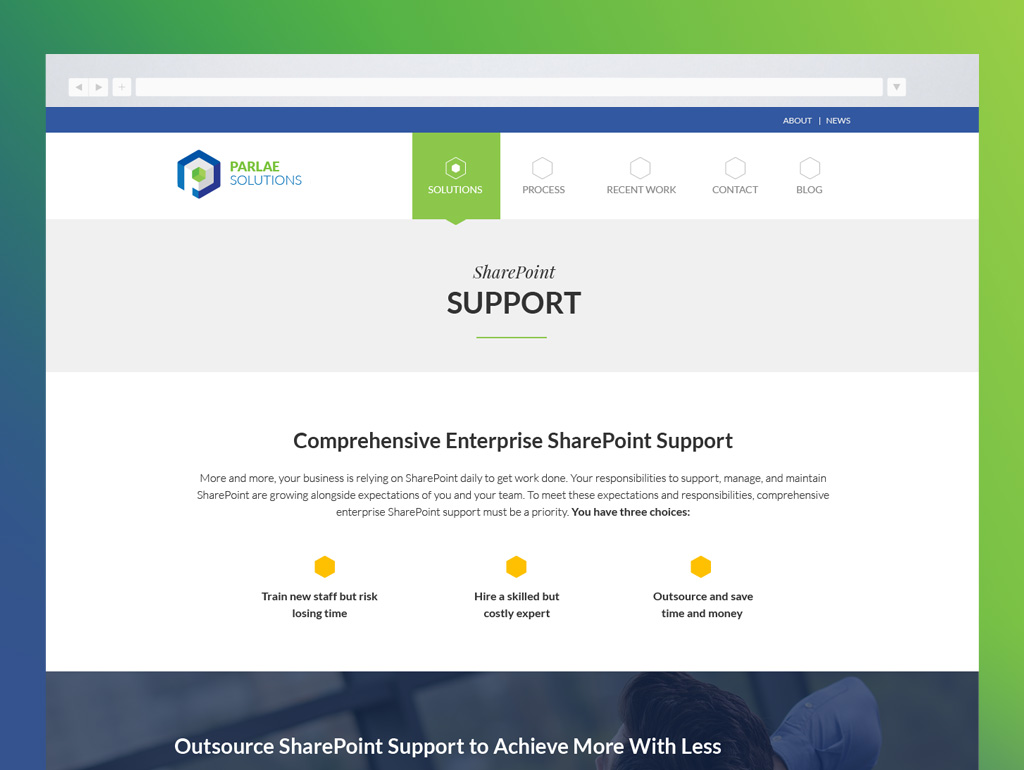 ABOUT | NEWS
PARLAE
SOLUTIONS
SOLUTIONS PROCESS RECENT WORK CONTACT BLOG
SharePoint
SUPPORT
Comprehensive Enterprise SharePoint Support
More and more, your business is relying on SharePoint daily to get work done. Your responsibilities to support, manage, and maintain
SharePoint are growing alongside expectations of you and your team. To meet these expectations and responsibilities, comprehensive
enterprise SharePoint support must be a priority. You have three choices:
Train new staff but risk
losing time
Hire a skilled but
costly expert
Outsource and save
time and money
Outsource SharePoint Support to Achieve More With Less